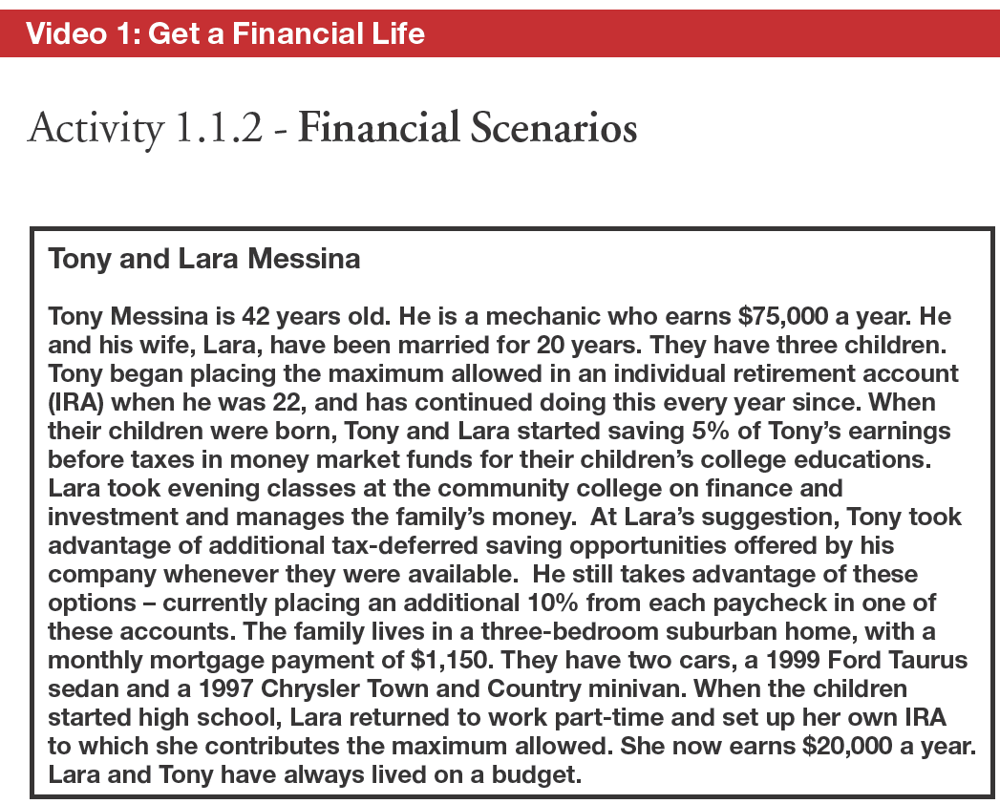 Video 1: Get a Financial Life
Activity 1.1.2 - Financial Scenarios
Tony and Lara Messina
Tony Messina is 42 years old. He is a mechanic who earns $75,000 a year. He
and his wife, Lara, have been married for 20 years. They have three children.
Tony began placing the maximum allowed in an individual retirement account
(IRA) when he was 22, and has continued doing this every year since. When
their children were born, Tony and Lara started saving 5% of Tony’s earnings
before taxes in money market funds for their children’s college educations.
Lara took evening classes at the community college on finance and
investment and manages the family’s money.  At Lara’s suggestion, Tony took
advantage of additional tax-deferred saving opportunities offered by his
company whenever they were available.  He still takes advantage of these
options – currently placing an additional 10% from each paycheck in one of
these accounts. The family lives in a three-bedroom suburban home, with a
monthly mortgage payment of $1,150. They have two cars, a 1999 Ford Taurus
sedan and a 1997 Chrysler Town and Country minivan. When the children
started high school, Lara returned to work part-time and set up her own IRA
to which she contributes the maximum allowed. She now earns $20,000 a year.
Lara and Tony have always lived on a budget.